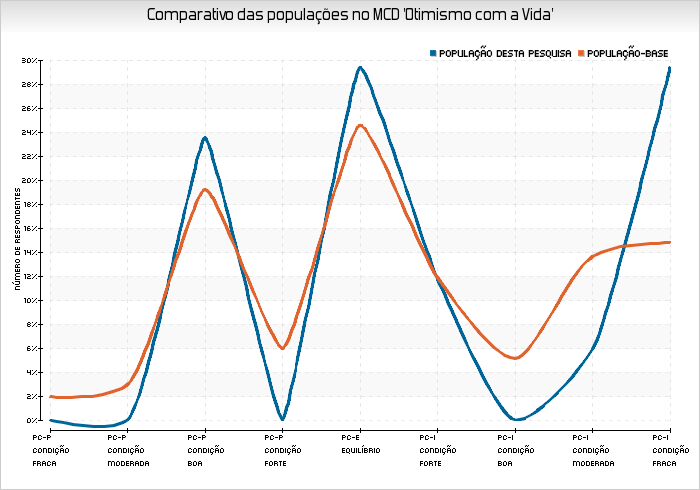 Comparativo das populações no MCD 'Otimismo com a Vida'
POPULAÇÃO DESTA PESQUISA POPULAÇÃO-BASE
NÚMERO DE RESPONDENTES
30%
28%
26%
24%
22%
20%
18%
16%
14%
12%
10%
8%
6%
4%
2%
0%
PC-P CONDIÇÃO FRACA
PC-P CONDIÇÃO MODERADA
PC-P CONDIÇÃO BOA
PC-P CONDIÇÃO FORTE
PC-E EQUILÍBRIO
PC-I CONDIÇÃO FORTE
PC-I CONDIÇÃO BOA
PC-I CONDIÇÃO MODERADA
PC-I CONDIÇÃO FRACA